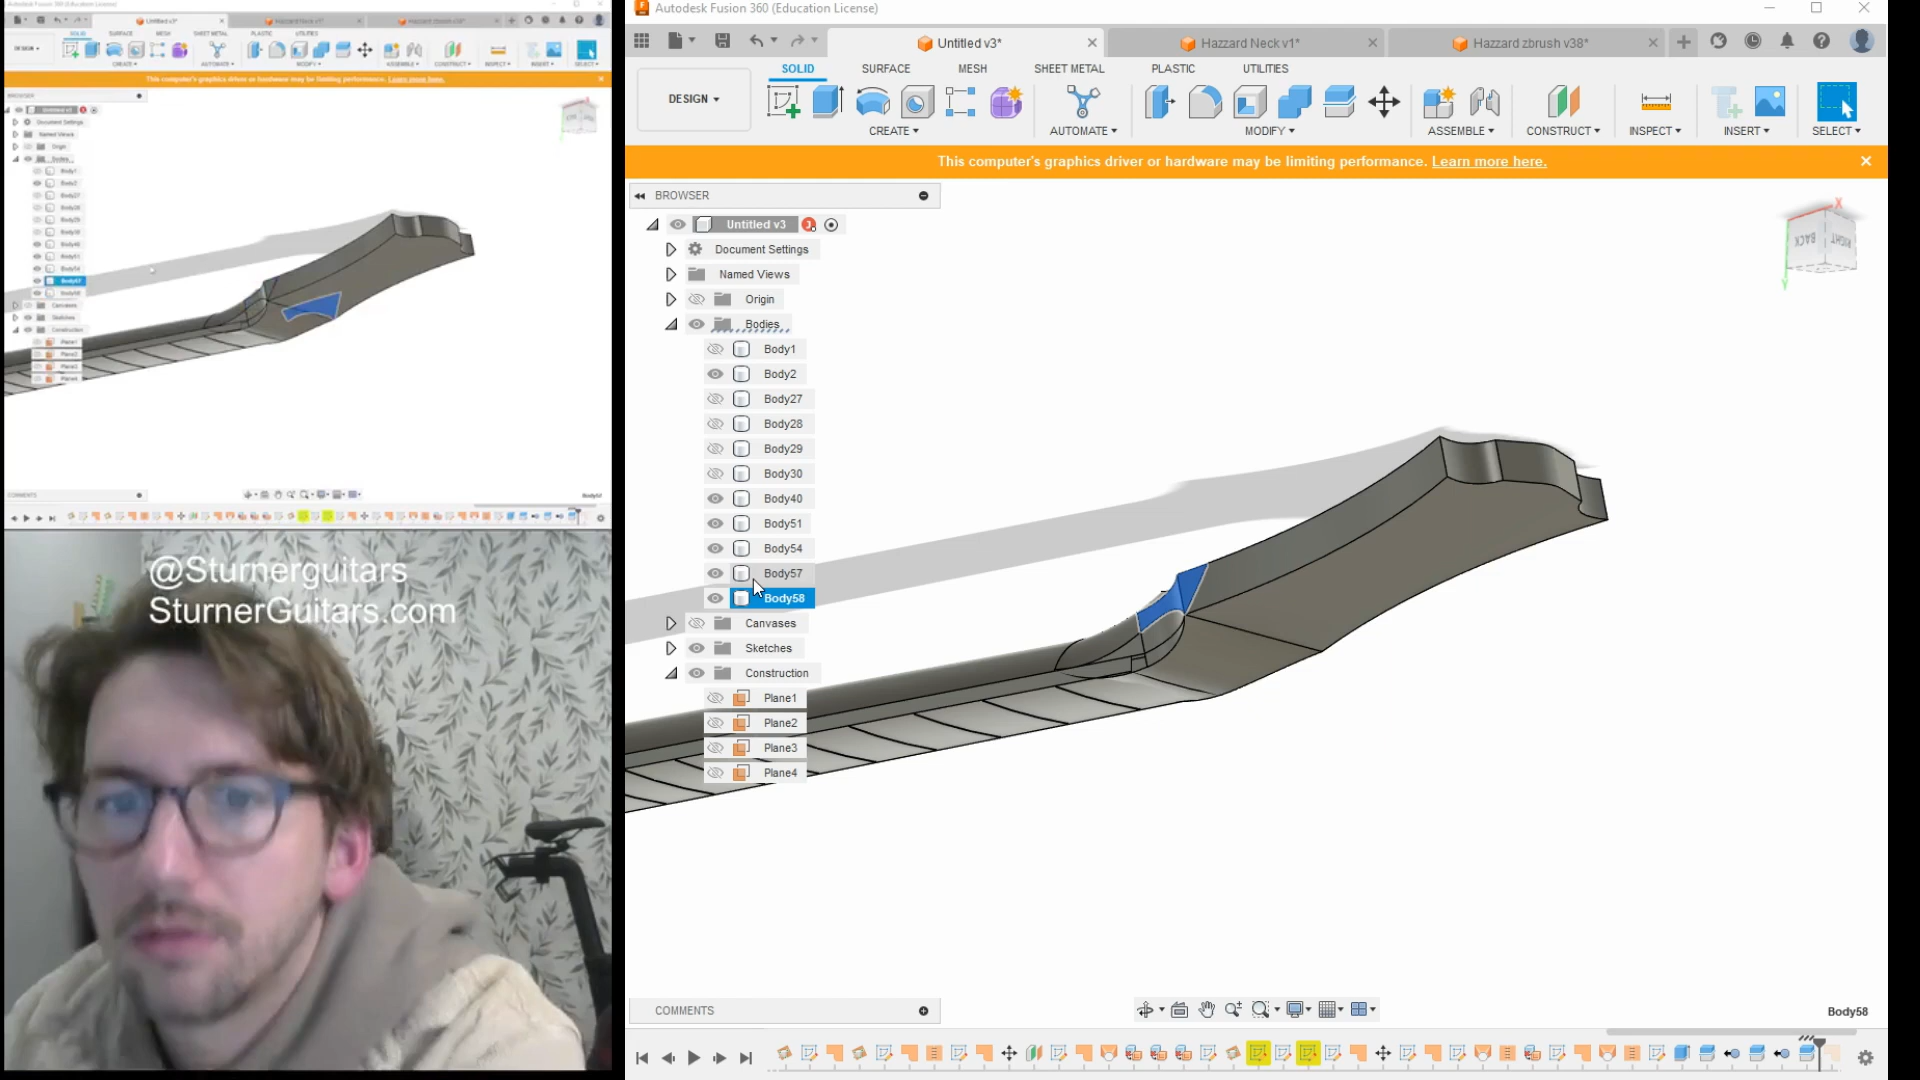 Autodesk Fusion 360 (Education License)
Untitled v3*
Hazzard Neck v1*
Hazzard zbrush v38*
SOLID
SURFACE
MESH
SHEET METAL
PLASTIC
UTILITIES
DESIGN
CREATE
AUTOMATE
MODIFY
ASSEMBLE
CONSTRUCT
INSPECT
INSERT
SELECT
This computer's graphics driver or hardware may be limiting performance. Learn more here.
BROWSER
Untitled v3
Document Settings
Named Views
Origin
Bodies
Body1
Body2
Body27
Body28
Body29
Body30
Body40
Body51
Body54
Body57
Body58
Canvases
Sketches
Construction
Plane1
Plane2
Plane3
Plane4
BACK
RIGHT
X
Y
COMMENTS
Body58
@Sturnerguitars
SturnerGuitars.com